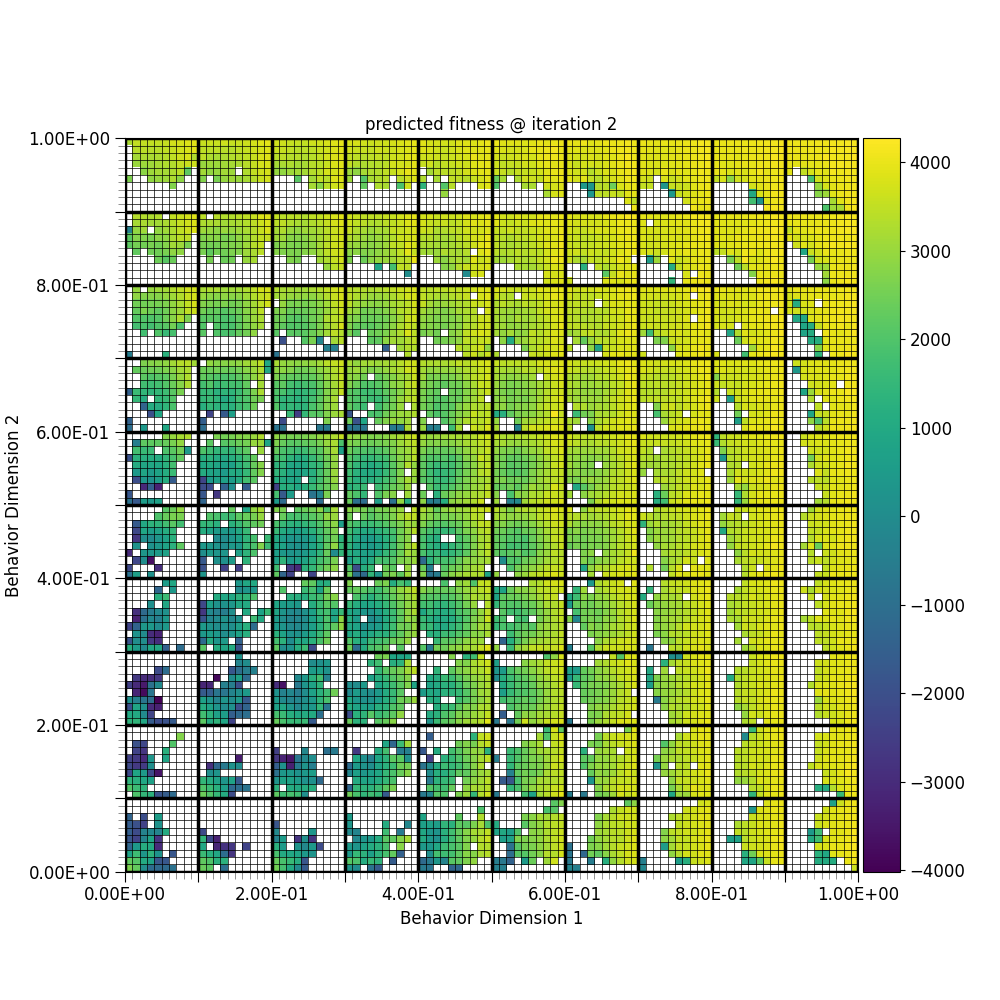 predicted fitness @ iteration 2
1.00E+00
8.00E-01
6.00E-01
4.00E-01
2.00E-01
0.00E+00
Behavior Dimension 2
0.00E+00 2.00E-01 4.00E-01 6.00E-01 8.00E-01 1.00E+00
Behavior Dimension 1
4000
3000
2000
1000
0
−1000
−2000
−3000
−4000